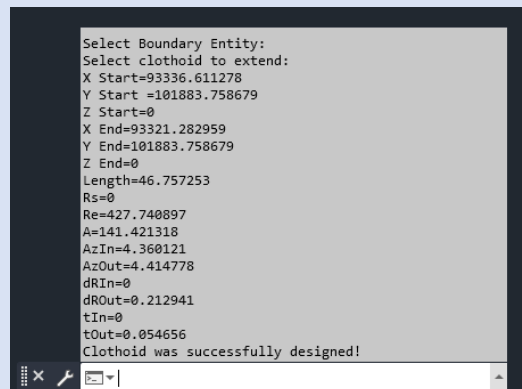 Select Boundary Entity:
Select clothoid to extend:
X Start=93336.611278
Y Start =101883.758679
Z Start=0
X End=93321.282959
Y End=101883.758679
Z End=0
Length=46.757253
Rs=0
Re=427.740897
A=141.421318
AzIn=4.360121
AzOut=4.414778
dRIn=0
dROut=0.212941
tIn=0
tOut=0.054656
Clothoid was successfully designed!